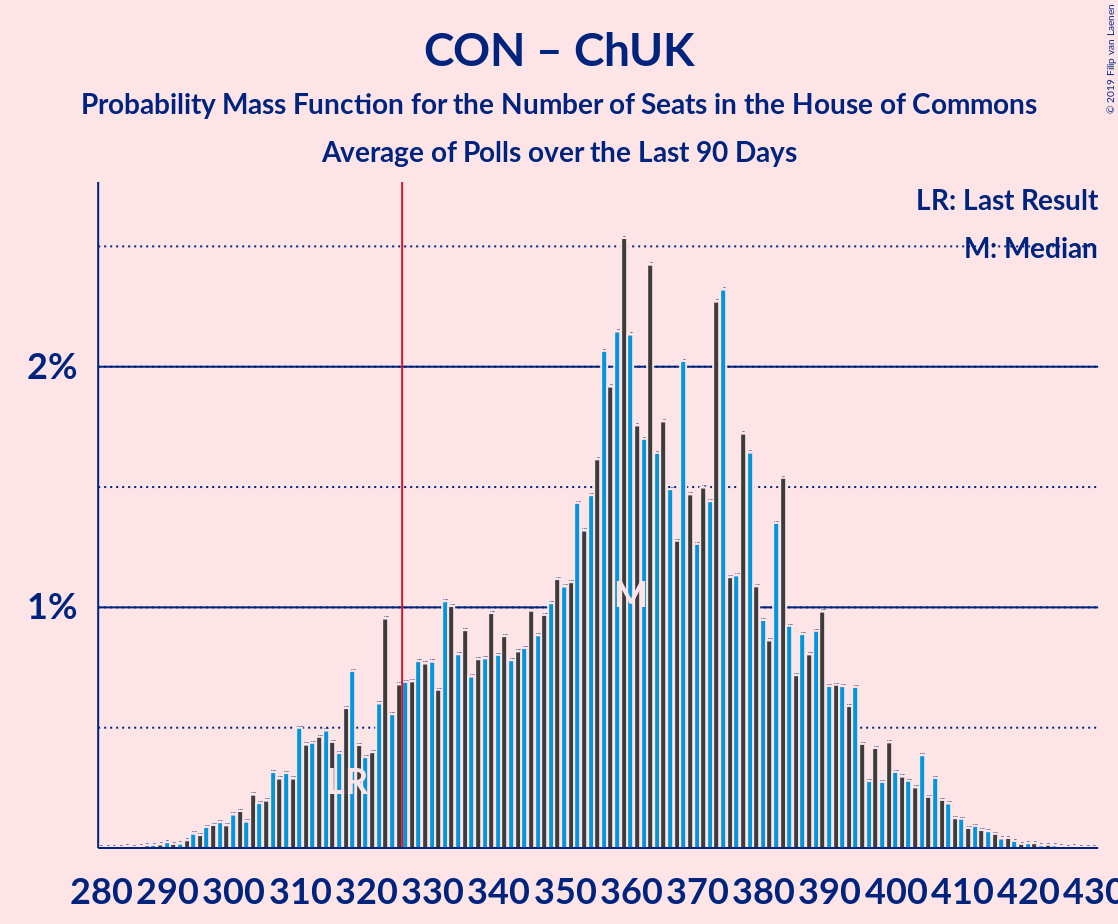 CON – ChUK
Probability Mass Function for the Number of Seats in the House of Commons
Average of Polls over the Last 90 Days
© 2019 Filip van Laenen
LR: Last Result
M: Median
2%
1%
M
LR
280 290 300 310 320 330 340 350 360 370 380 390 400 410 420 430